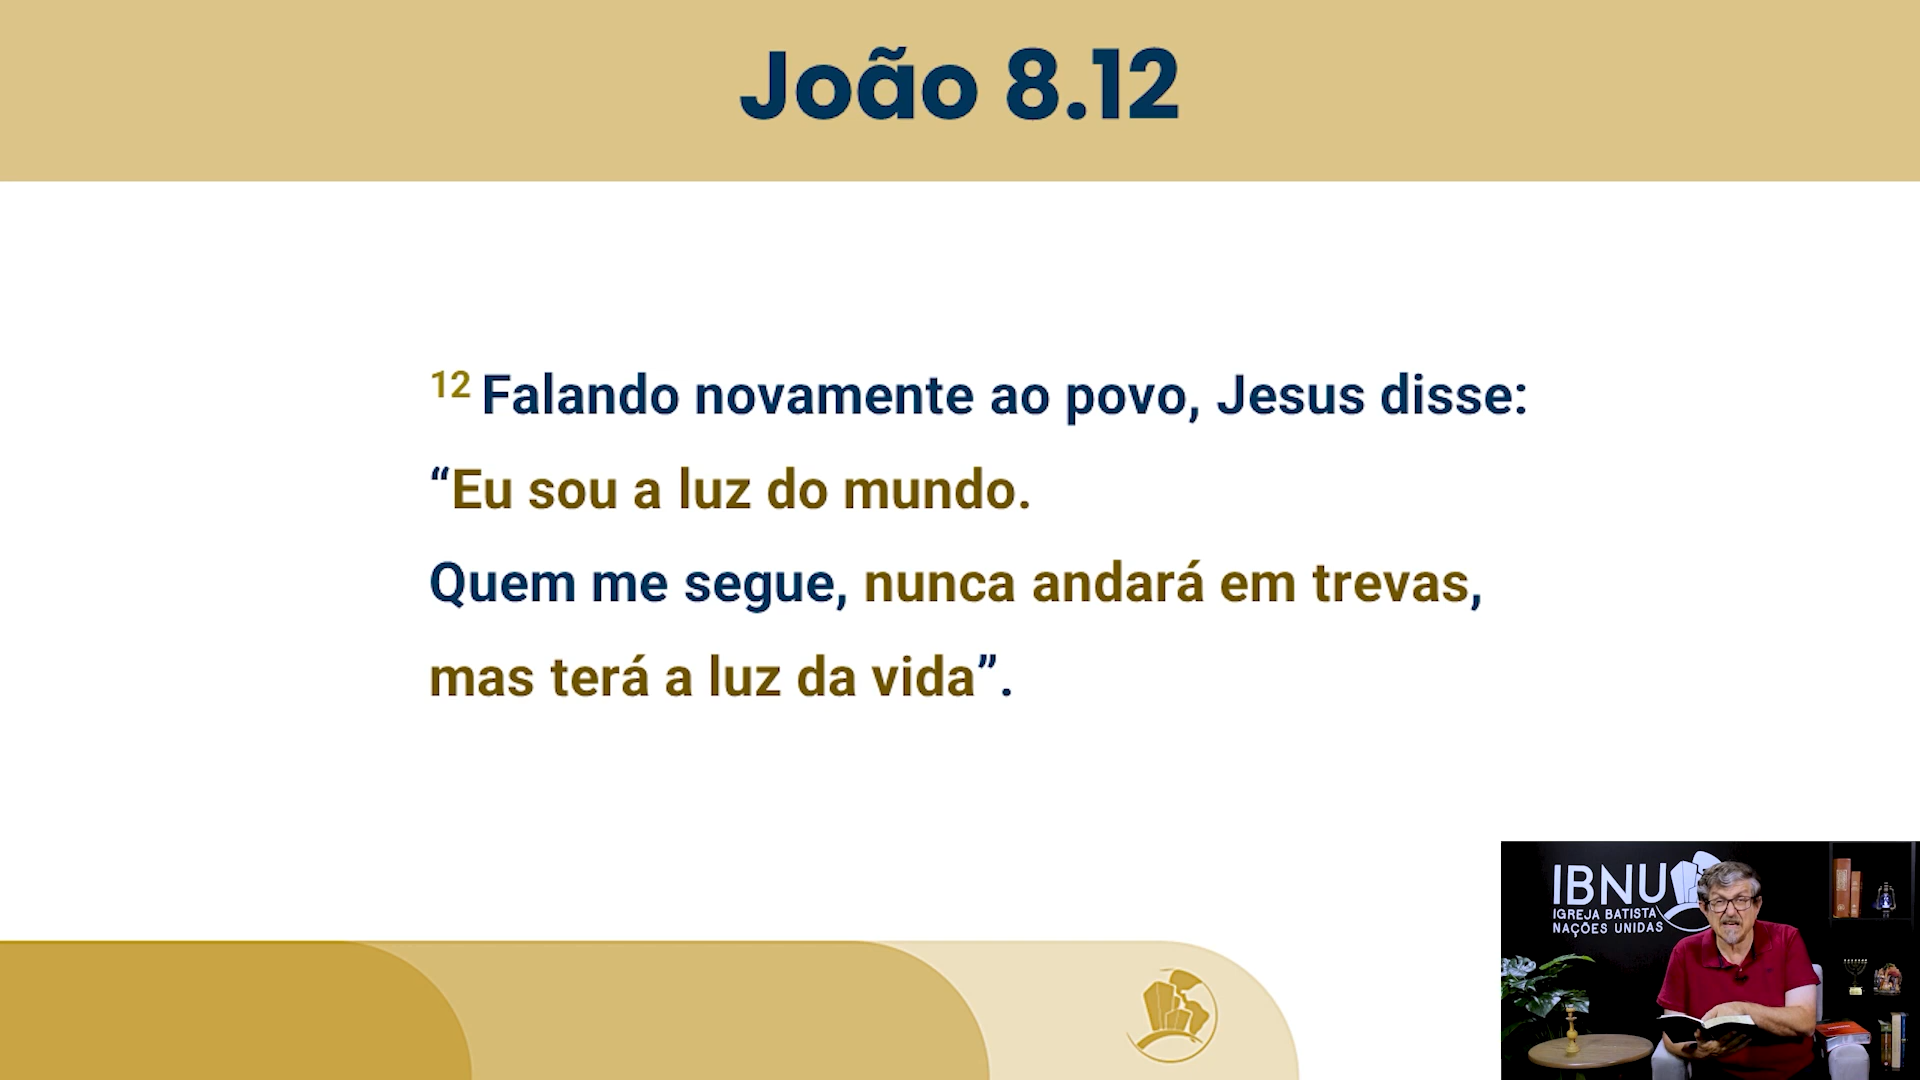 João 8.12
12 Falando novamente ao povo, Jesus disse:
“Eu sou a luz do mundo.
Quem me segue, nunca andará em trevas,
mas terá a luz da vida”.
IBNU
IGREJA BATISTA
NAÇÕES UNIDAS